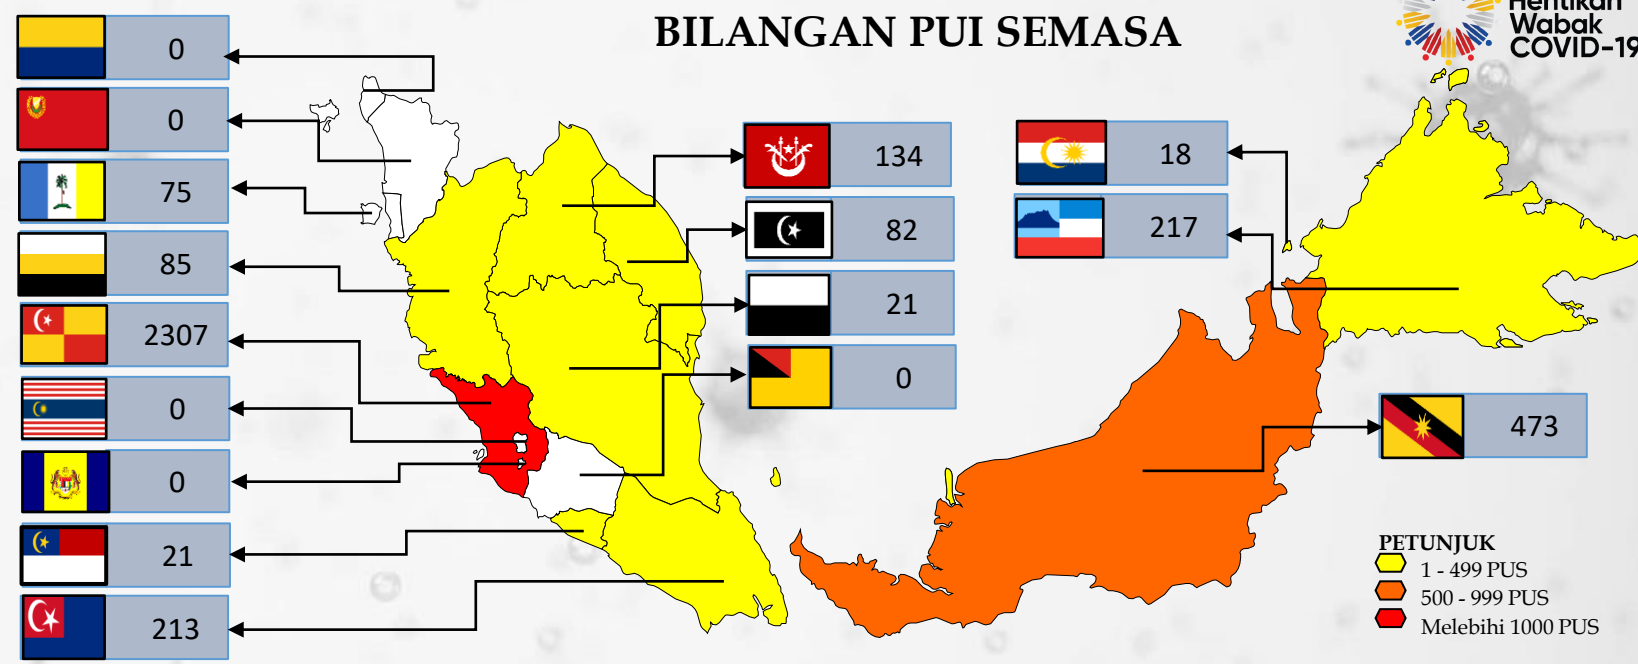 BILANGAN PUI SEMASA
Hentikan
Wabak
COVID-19
0
0
75
85
2307
0
0
21
213
134
82
21
0
18
217
473
PETUNJUK
1 - 499 PUS
500 - 999 PUS
Melebihi 1000 PUS